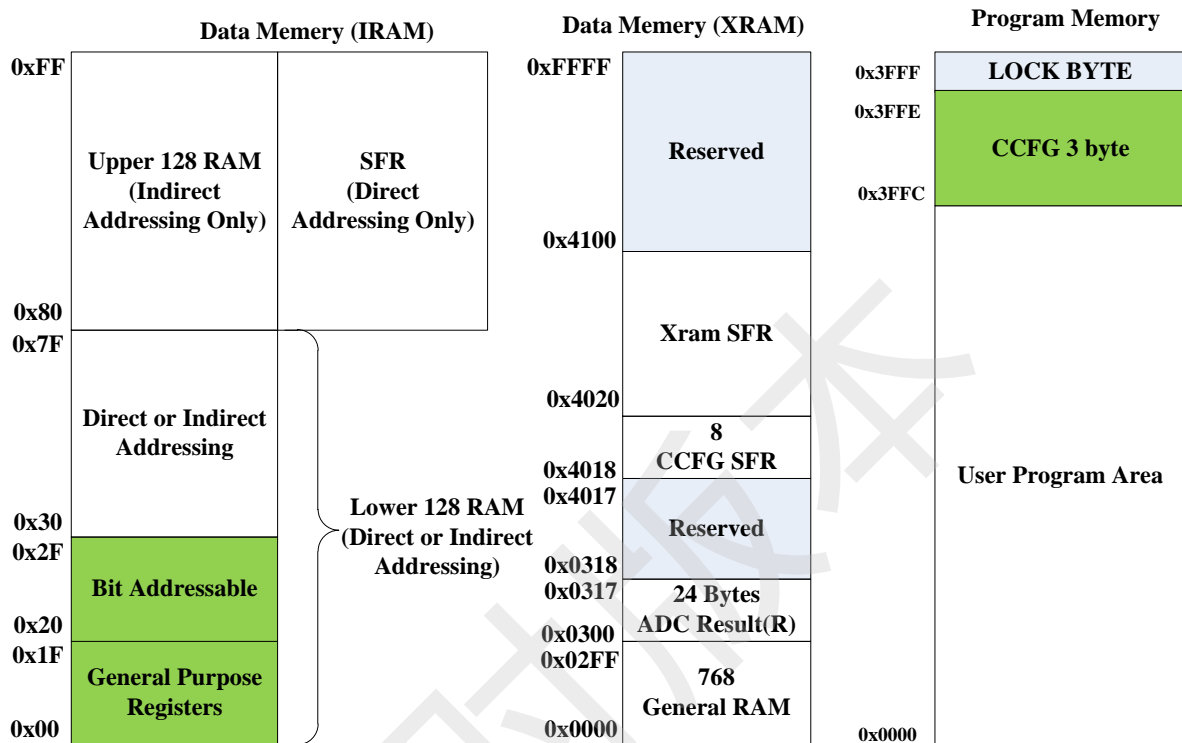 Data Memery (IRAM)
0xFF
Upper 128 RAM
(Indirect
Addressing Only)
SFR
(Direct
Addressing Only)
0x80
0x7F
Direct or Indirect
Addressing
0x30
0x2F
Bit Addressable
0x20
0x1F
General Purpose
Registers
0x00
Lower 128 RAM
(Direct or Indirect
Addressing)
Data Memery (XRAM)
0xFFFF
Reserved
0x4100
Xram SFR
0x4020
8
CCFG SFR
0x4018
0x4017
Reserved
0x0318
0x0317
24 Bytes
ADC Result(R)
0x0300
0x02FF
768
General RAM
0x0000
Program Memory
0x3FFF
LOCK BYTE
0x3FFE
CCFG 3 byte
0x3FFC
User Program Area
0x0000
时版本